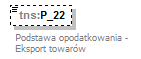 tns:P_22
Podstawa opodatkowania -
Eksport towarów